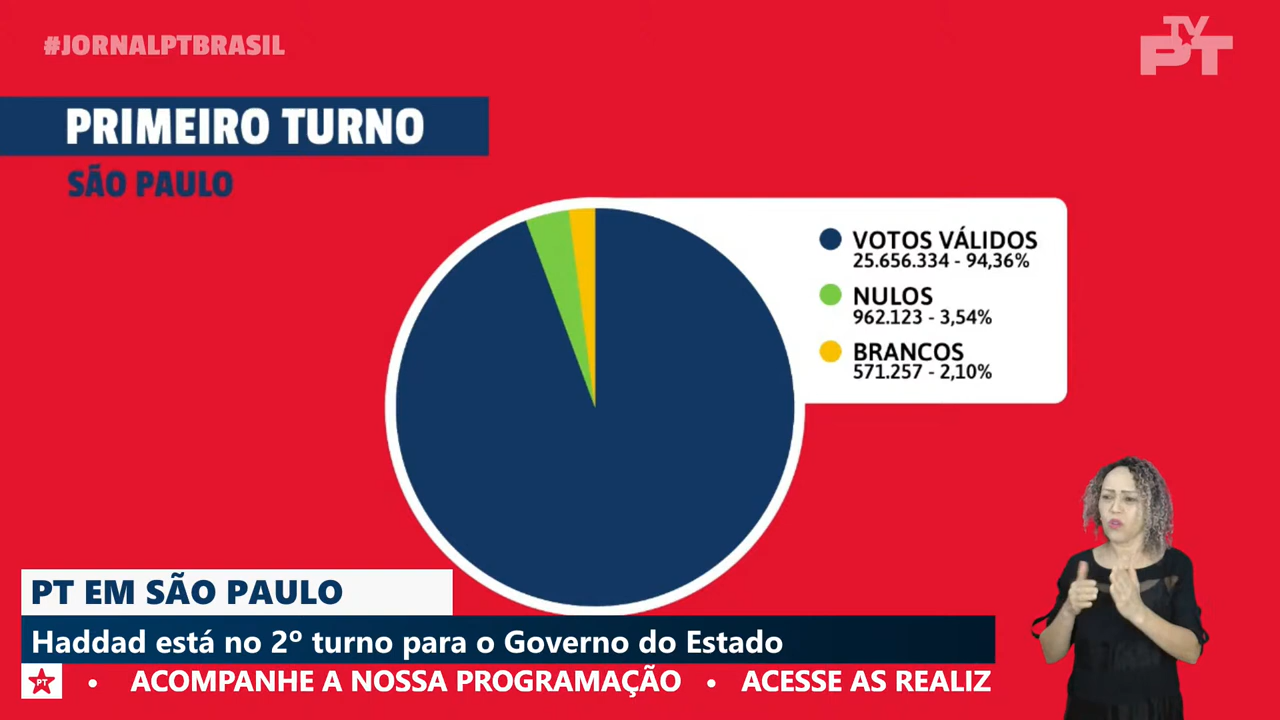 #JORNALPTBRASIL
TV
PT
PRIMEIRO TURNO
SÃO PAULO
VOTOS VÁLIDOS
25.656.334 - 94,36%
NULOS
962.123 - 3,54%
BRANCOS
571.257 - 2,10%
PT EM SÃO PAULO
Haddad está no 2º turno para o Governo do Estado
PT • ACOMPANHE A NOSSA PROGRAMAÇÃO • ACESSE AS REALIZ